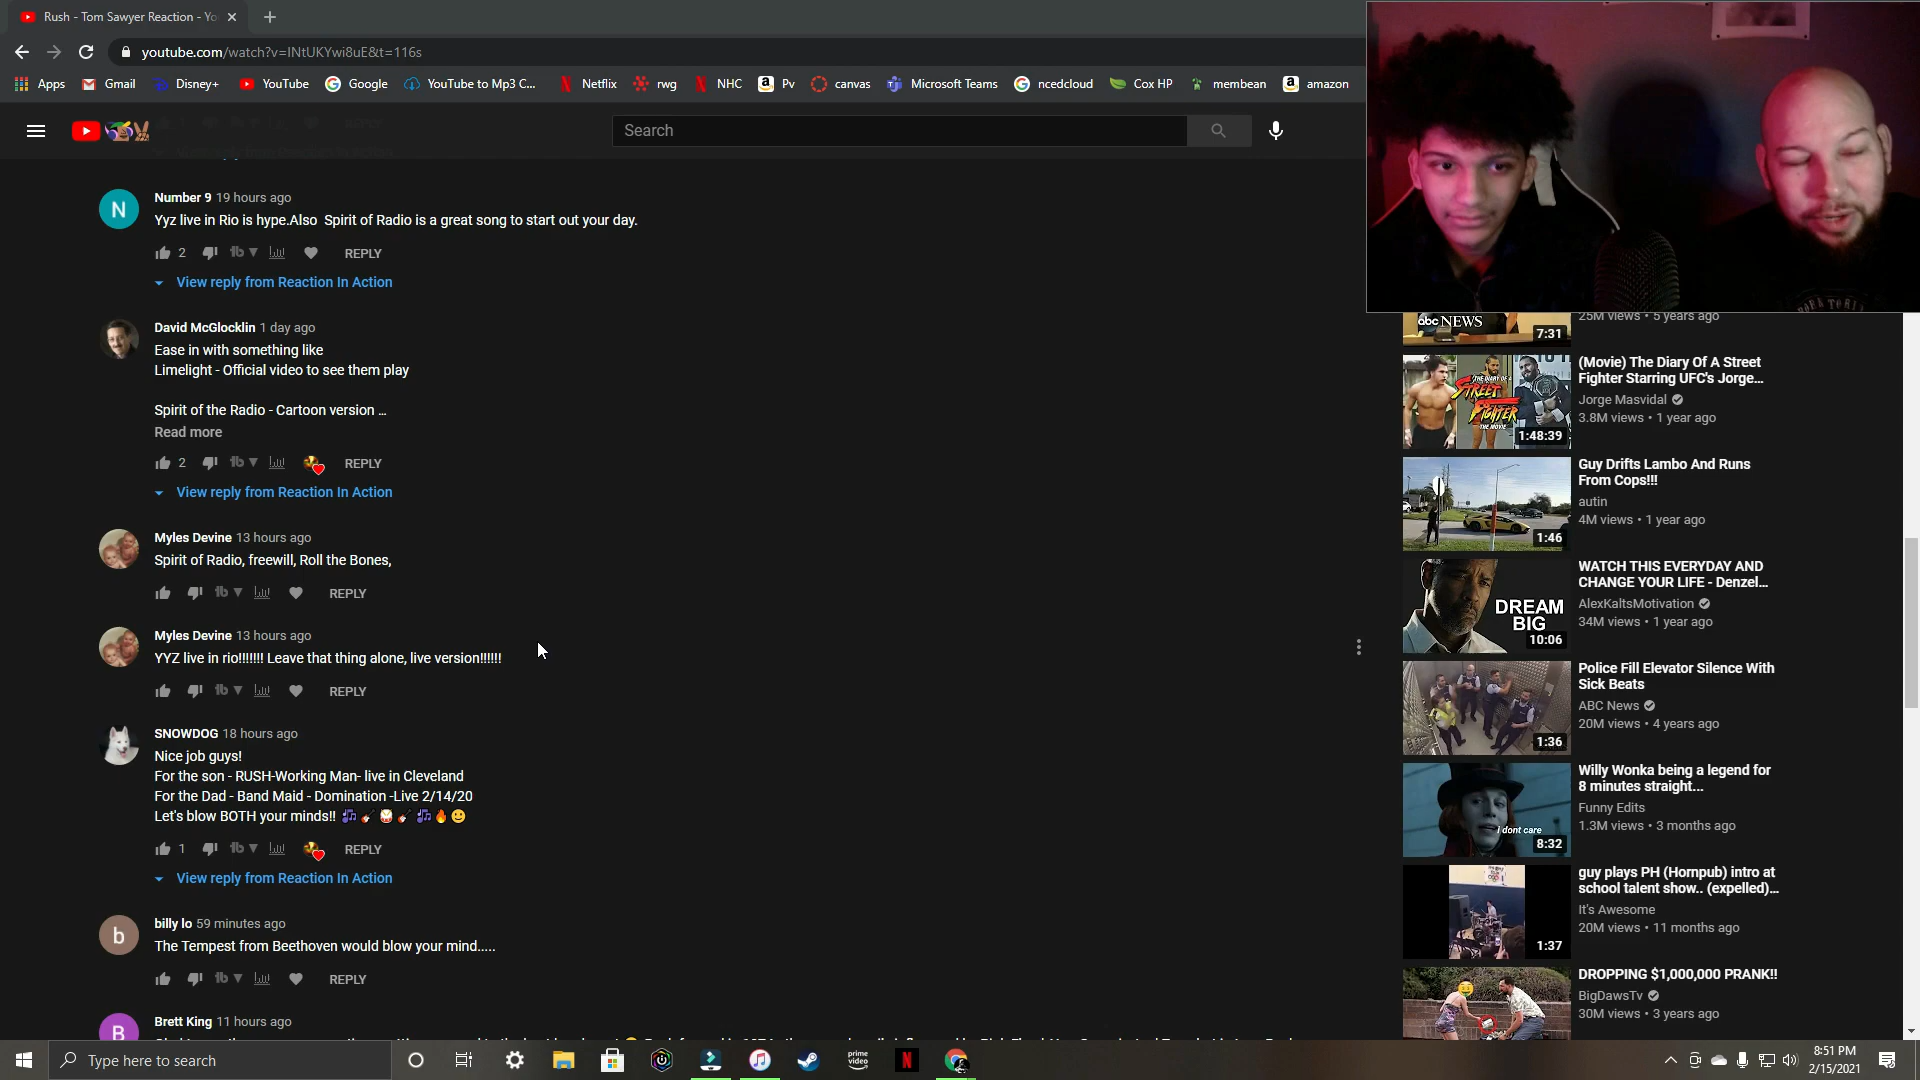 Rush - Tom Sawyer Reaction - Yo
youtube.com/watch?v=INtUKYwi8uE&t=116s
Apps
Gmail
Disney+
YouTube
Google
YouTube to Mp3 C...
Netflix
rwg
NHC
Pv
canvas
Microsoft Teams
ncedcloud
Cox HP
membean
amazon
Search
Number 9 19 hours ago
Yyz live in Rio is hype.Also Spirit of Radio is a great song to start out your day.
2
REPLY
View reply from Reaction In Action
David McGlocklin 1 day ago
Ease in with something like
Limelight - Official video to see them play
Spirit of the Radio - Cartoon version ...
Read more
2
REPLY
View reply from Reaction In Action
Myles Devine 13 hours ago
Spirit of Radio, freewill, Roll the Bones,
REPLY
Myles Devine 13 hours ago
YYZ live in rio!!!!!!! Leave that thing alone, live version!!!!!!
REPLY
SNOWDOG 18 hours ago
Nice job guys!
For the son - RUSH-Working Man- live in Cleveland
For the Dad - Band Maid - Domination -Live 2/14/20
Let's blow BOTH your minds!! 🎶🎸🥁🎸🎶🔥🙂
1
REPLY
View reply from Reaction In Action
billy lo 59 minutes ago
The Tempest from Beethoven would blow your mind.....
REPLY
Brett King 11 hours ago
abc NEWS
7:31
25M views • 5 years ago
THE DIARY OF A
STREET
FIGHTER
THE MOVIE
1:48:39
(Movie) The Diary Of A Street
Fighter Starring UFC's Jorge...
Jorge Masvidal
3.8M views • 1 year ago
1:46
Guy Drifts Lambo And Runs
From Cops!!!
autin
4M views • 1 year ago
DREAM
BIG
10:06
WATCH THIS EVERYDAY AND
CHANGE YOUR LIFE - Denzel...
AlexKaltsMotivation
34M views • 1 year ago
1:36
Police Fill Elevator Silence With
Sick Beats
ABC News
20M views • 4 years ago
i dont care
8:32
Willy Wonka being a legend for
8 minutes straight...
Funny Edits
1.3M views • 3 months ago
1:37
guy plays PH (Hornpub) intro at
school talent show.. (expelled)...
It's Awesome
20M views • 11 months ago
DROPPING $1,000,000 PRANK!!
BigDawsTv
30M views • 3 years ago
Type here to search
prime
video
8:51 PM
2/15/2021